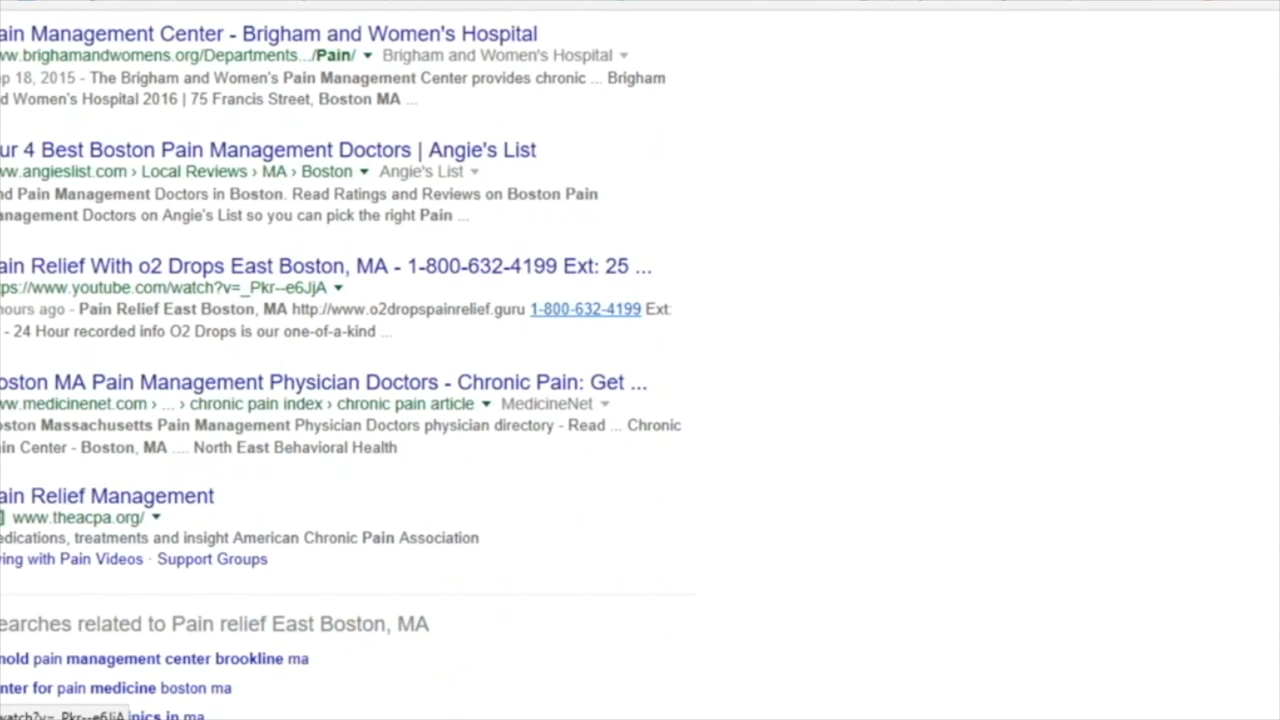 ain Management Center - Brigham and Women's Hospital
ww.brighamandwomens.org/Departments.../Pain/ Brigham and Women's Hospital
p 18, 2015 - The Brigham and Women's Pain Management Center provides chronic ... Brigham
d Women's Hospital 2016 | 75 Francis Street, Boston MA ...
ur 4 Best Boston Pain Management Doctors | Angie's List
ww.angieslist.com › Local Reviews › MA › Boston Angie's List
nd Pain Management Doctors in Boston. Read Ratings and Reviews on Boston Pain
anagement Doctors on Angie's List so you can pick the right Pain ...
ain Relief With o2 Drops East Boston, MA - 1-800-632-4199 Ext: 25 ...
ps://www.youtube.com/watch?v=_Pkr--e6JjA
hours ago - Pain Relief East Boston, MA http://www.o2dropspainrelief.guru 1-800-632-4199 Ext:
- 24 Hour recorded info O2 Drops is our one-of-a-kind ...
oston MA Pain Management Physician Doctors - Chronic Pain: Get ...
ww.medicinenet.com › ... › chronic pain index › chronic pain article MedicineNet
oston Massachusetts Pain Management Physician Doctors physician directory - Read ... Chronic
in Center - Boston, MA .... North East Behavioral Health
ain Relief Management
www.theacpa.org/
edications, treatments and insight American Chronic Pain Association
ving with Pain Videos · Support Groups
earches related to Pain relief East Boston, MA
nold pain management center brookline ma
nter for pain medicine boston ma
watch?v=_Pkr--e6JjA inics in ma